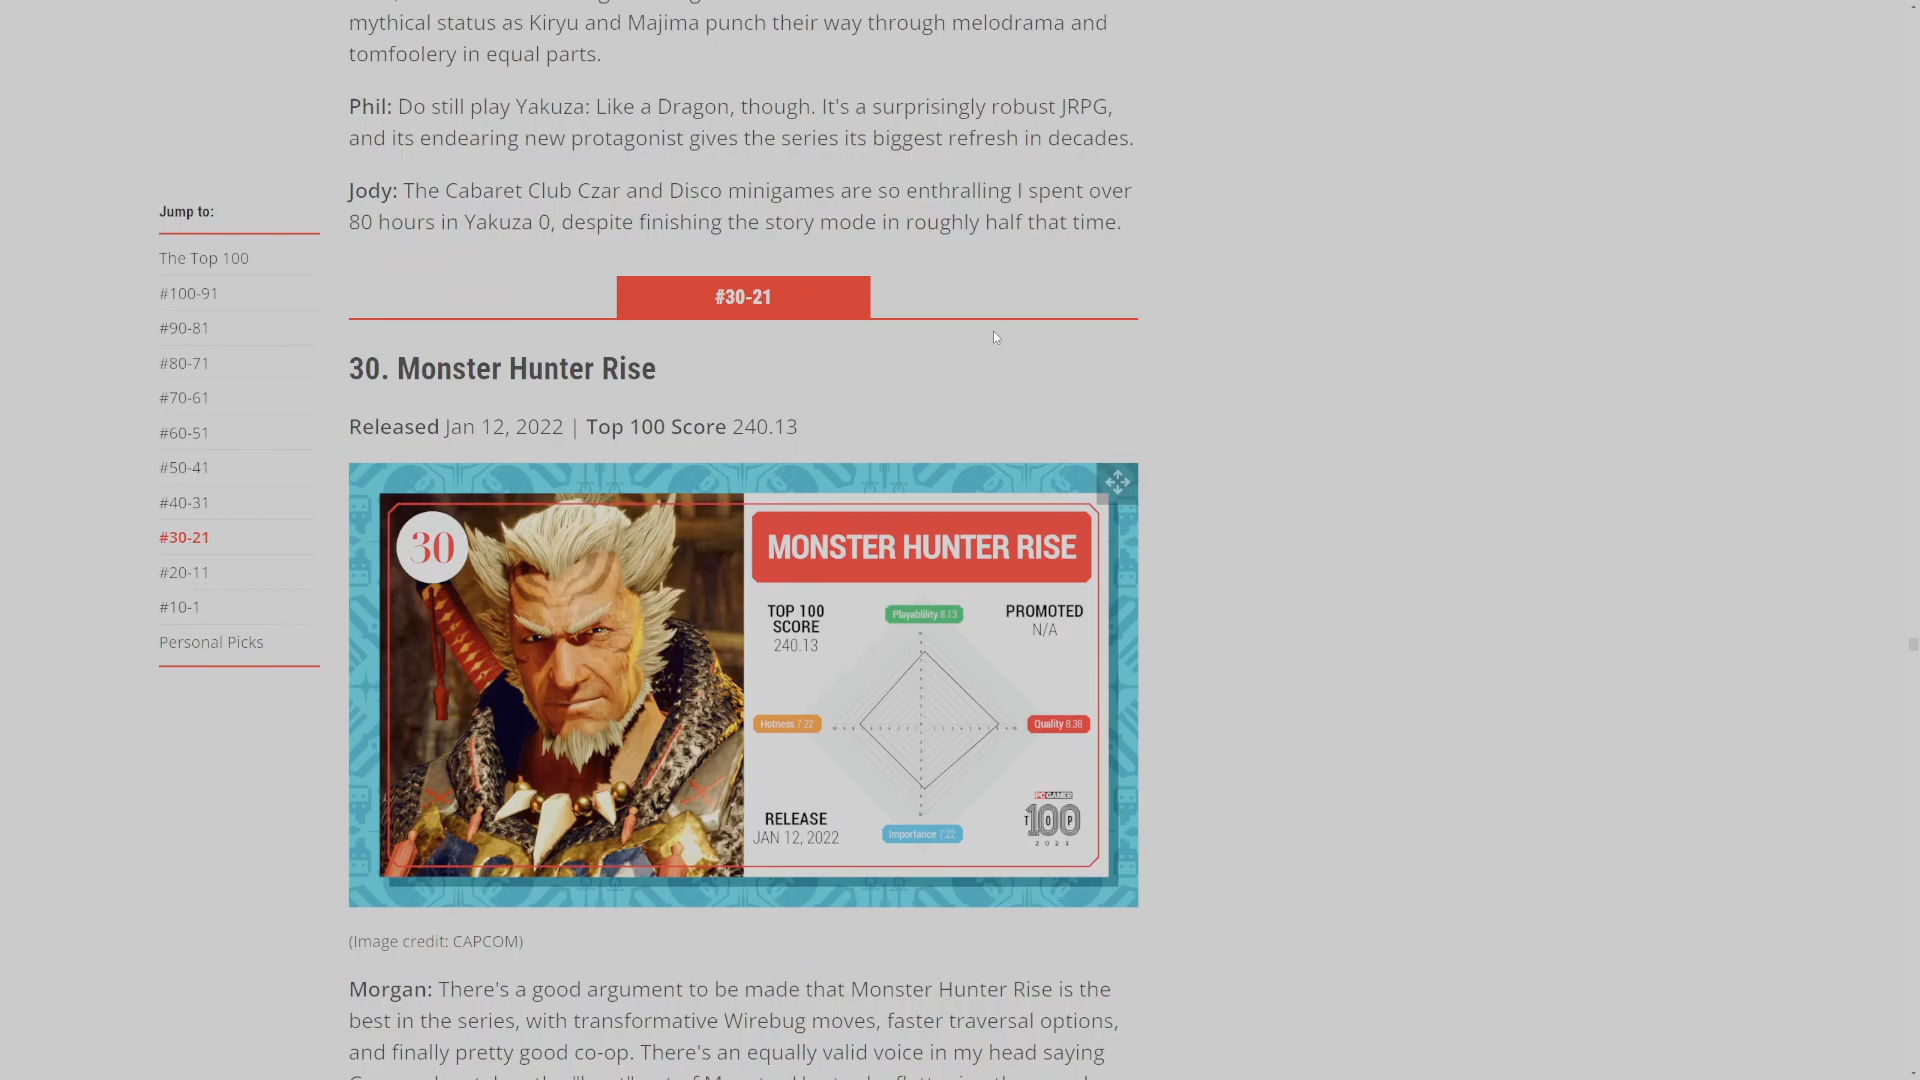 mythical status as Kiryu and Majima punch their way through melodrama and
tomfoolery in equal parts.
Phil: Do still play Yakuza: Like a Dragon, though. It's a surprisingly robust JRPG,
and its endearing new protagonist gives the series its biggest refresh in decades.
Jody: The Cabaret Club Czar and Disco minigames are so enthralling I spent over
80 hours in Yakuza 0, despite finishing the story mode in roughly half that time.
Jump to:
The Top 100
#100-91
#90-81
#80-71
#70-61
#60-51
#50-41
#40-31
#30-21
#20-11
#10-1
Personal Picks
#30-21
30. Monster Hunter Rise
Released Jan 12, 2022 | Top 100 Score 240.13
30
MONSTER HUNTER RISE
TOP 100
SCORE
240.13
Playability 8.13
PROMOTED
N/A
Hotness 7.22
Quality 8.38
RELEASE
JAN 12, 2022
Importance 7.22
PC GAMER
TOP
100
2023
(Image credit: CAPCOM)
Morgan: There's a good argument to be made that Monster Hunter Rise is the
best in the series, with transformative Wirebug moves, faster traversal options,
and finally pretty good co-op. There's an equally valid voice in my head saying